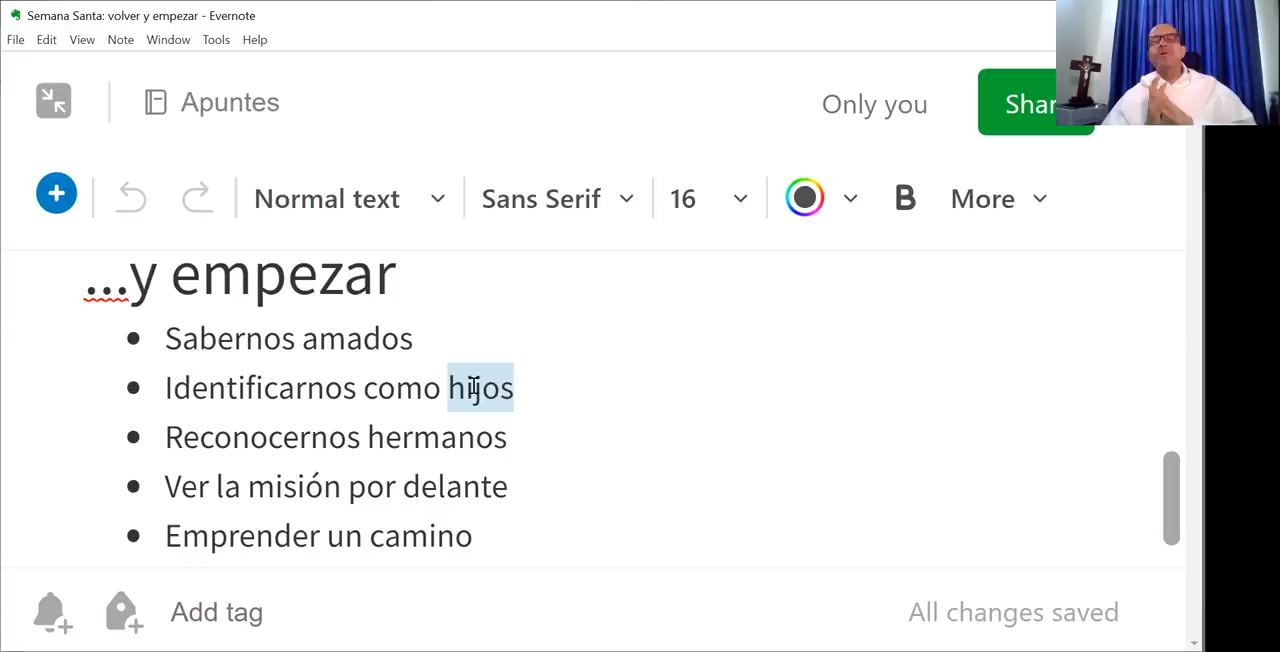 Semana Santa: volver y empezar - Evernote
File Edit View Note Window Tools Help
Apuntes
Only you
Shar
Normal text
Sans Serif
16
B
More
...y empezar
Sabernos amados
Identificarnos como hijos
Reconocernos hermanos
Ver la misión por delante
Emprender un camino
Add tag
All changes saved